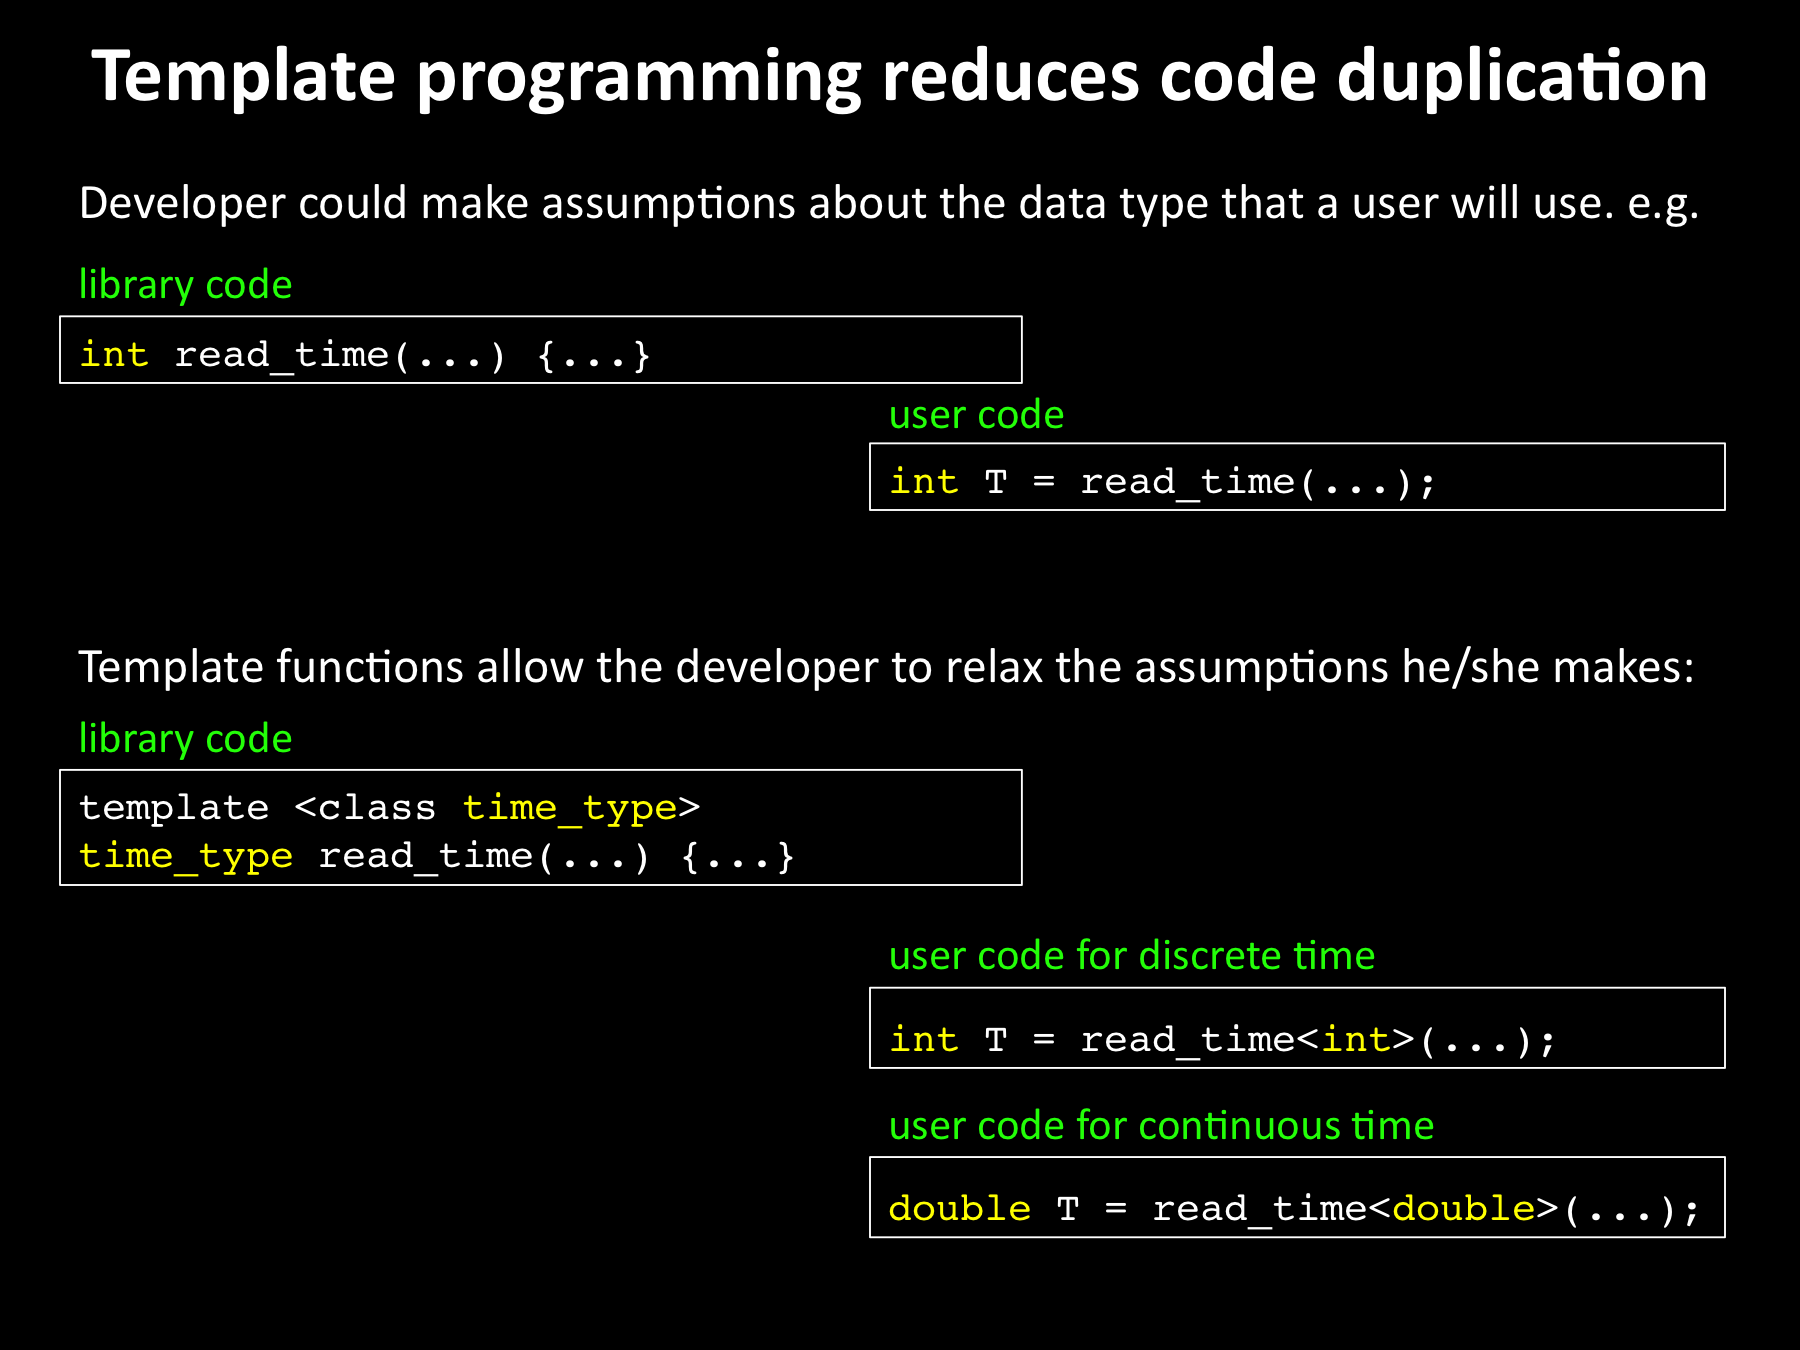 Template programming reduces code duplication
Developer could make assumptions about the data type that a user will use. e.g.
library code
int read_time(...) {...}
user code
int T = read_time(...);
Template functions allow the developer to relax the assumptions he/she makes:
library code
template <class time_type>
time_type read_time(...) {...}
user code for discrete time
int T = read_time<int>(...);
user code for continuous time
double T = read_time<double>(...);